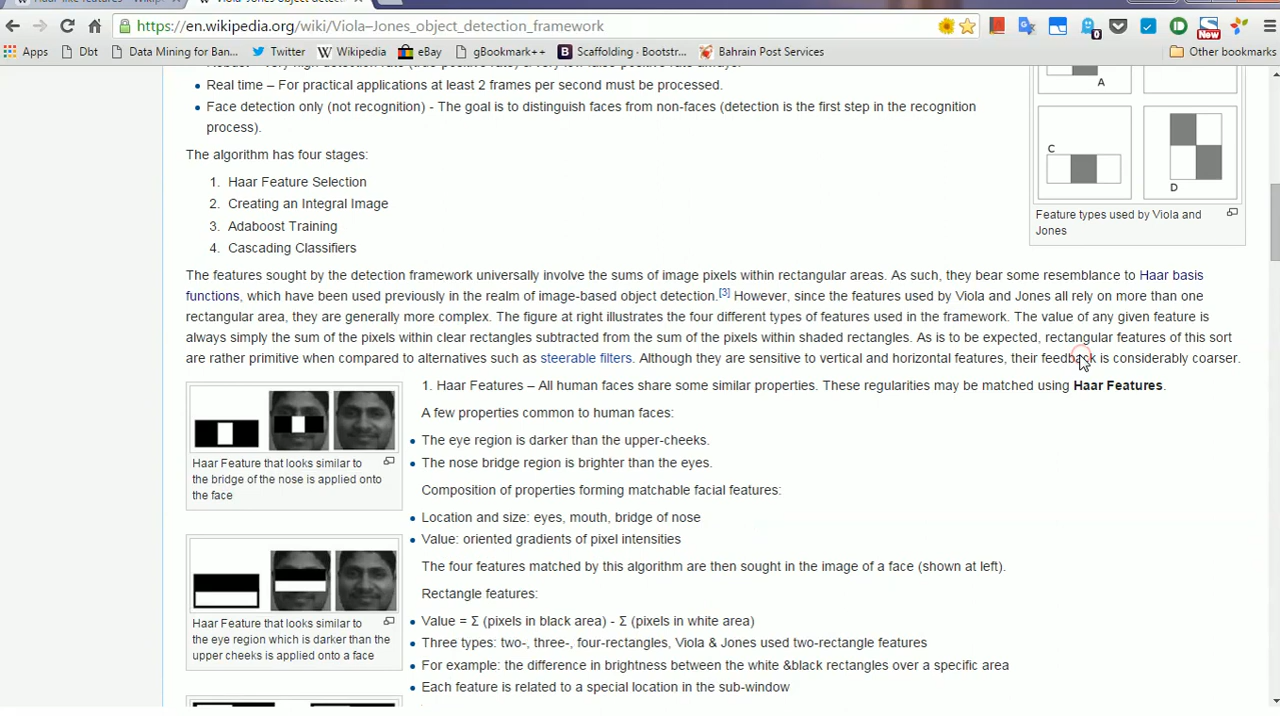 Haar-like features - Wikip
Viola–Jones object detect
https://en.wikipedia.org/wiki/Viola–Jones_object_detection_framework
0
New
Apps
Dbt
Data Mining for Ban...
Twitter
Wikipedia
eBay
gBookmark++
Scaffolding · Bootstr...
Bahrain Post Services
Other bookmarks
Real time – For practical applications at least 2 frames per second must be processed.
Face detection only (not recognition) - The goal is to distinguish faces from non-faces (detection is the first step in the recognition
process).
The algorithm has four stages:
1. Haar Feature Selection
2. Creating an Integral Image
3. Adaboost Training
4. Cascading Classifiers
A
C
D
Feature types used by Viola and
Jones
The features sought by the detection framework universally involve the sums of image pixels within rectangular areas. As such, they bear some resemblance to Haar basis
functions, which have been used previously in the realm of image-based object detection.[3] However, since the features used by Viola and Jones all rely on more than one
rectangular area, they are generally more complex. The figure at right illustrates the four different types of features used in the framework. The value of any given feature is
always simply the sum of the pixels within clear rectangles subtracted from the sum of the pixels within shaded rectangles. As is to be expected, rectangular features of this sort
are rather primitive when compared to alternatives such as steerable filters. Although they are sensitive to vertical and horizontal features, their feedback is considerably coarser.
Haar Feature that looks similar to
the bridge of the nose is applied onto
the face
Haar Feature that looks similar to
the eye region which is darker than the
upper cheeks is applied onto a face
1. Haar Features – All human faces share some similar properties. These regularities may be matched using Haar Features.
A few properties common to human faces:
The eye region is darker than the upper-cheeks.
The nose bridge region is brighter than the eyes.
Composition of properties forming matchable facial features:
Location and size: eyes, mouth, bridge of nose
Value: oriented gradients of pixel intensities
The four features matched by this algorithm are then sought in the image of a face (shown at left).
Rectangle features:
Value = Σ (pixels in black area) - Σ (pixels in white area)
Three types: two-, three-, four-rectangles, Viola & Jones used two-rectangle features
For example: the difference in brightness between the white &black rectangles over a specific area
Each feature is related to a special location in the sub-window